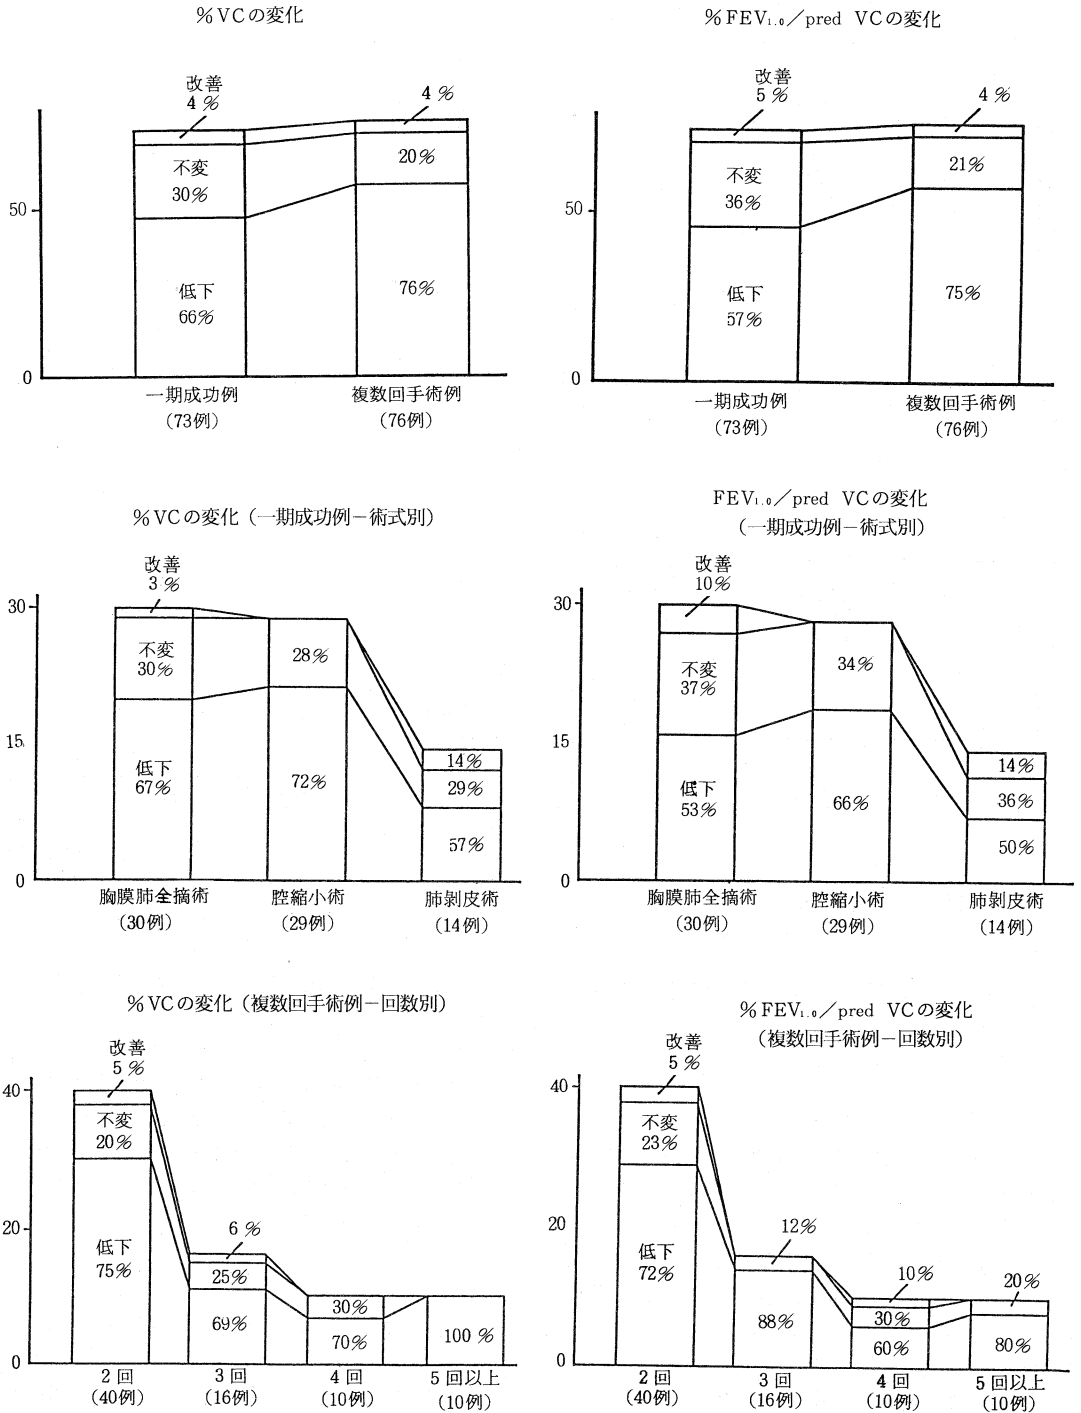 ％VCの変化
改善
4％
4％
不変
30％
20％
50
低下
66％
76％
0
一期成功例
(73例)
複数回手術例
(76例)
％FEV₁.₀／pred VCの変化
改善
5％
4％
不変
36％
21％
50
低下
57％
75％
0
一期成功例
(73例)
複数回手術例
(76例)
％VCの変化（一期成功例－術式別）
改善
3％
30
不変
30％
28％
15
低下
67％
72％
14％
29％
57％
0
胸膜肺全摘術
(30例)
腔縮小術
(29例)
肺剝皮術
(14例)
FEV₁.₀／pred VCの変化
（一期成功例－術式別）
改善
10％
30
不変
37％
34％
15
低下
53％
66％
14％
36％
50％
0
胸膜肺全摘術
(30例)
腔縮小術
(29例)
肺剝皮術
(14例)
％VCの変化（複数回手術例－回数別）
改善
5％
40
不変
20％
20
低下
75％
6％
25％
69％
30％
70％
100％
0
2回
(40例)
3回
(16例)
4回
(10例)
5回以上
(10例)
％FEV₁.₀／pred VCの変化
（複数回手術例－回数別）
改善
5％
40
不変
23％
20
低下
72％
12％
88％
10％
30％
60％
20％
80％
0
2回
(40例)
3回
(16例)
4回
(10例)
5回以上
(10例)